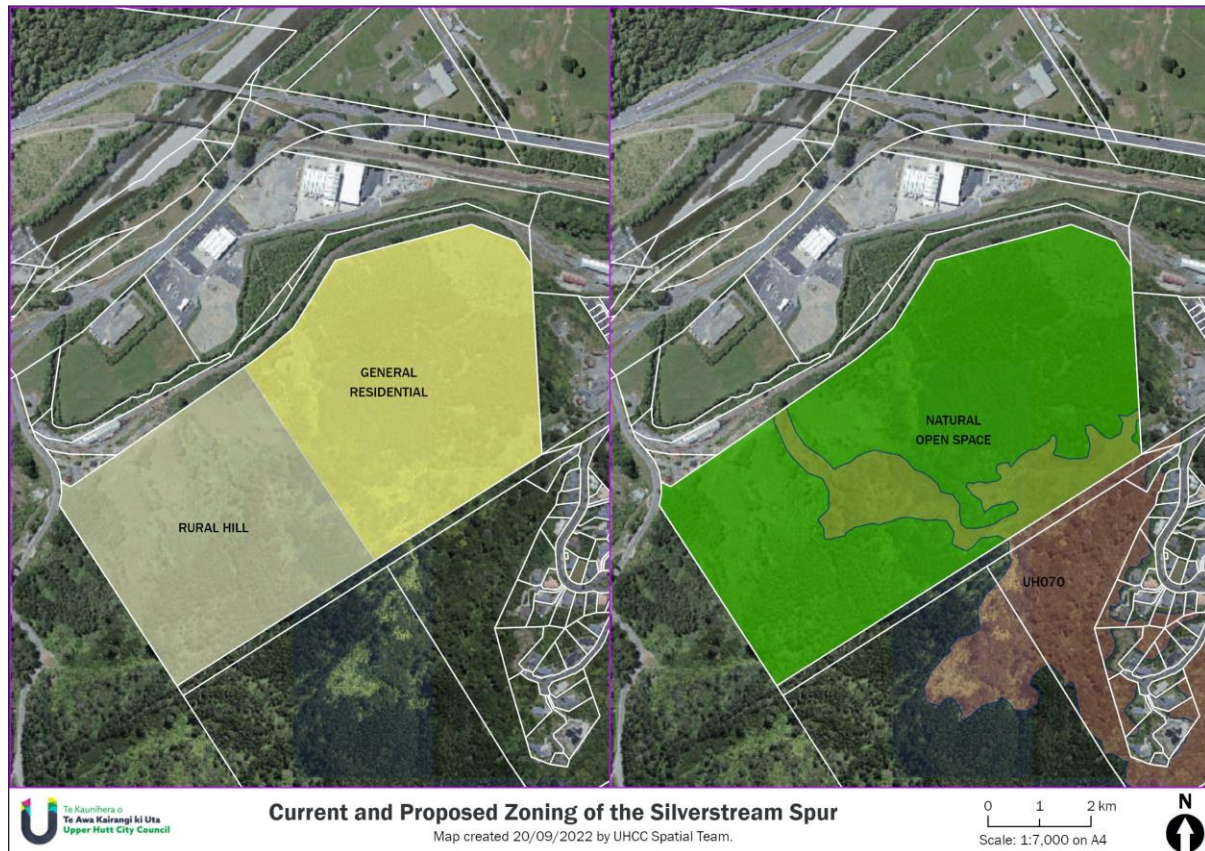 GENERAL
RESIDENTIAL
RURAL HILL
NATURAL
OPEN SPACE
UH070
Te Kaunihera o
Te Awa Kairangi ki Uta
Upper Hutt City Council
Current and Proposed Zoning of the Silverstream Spur
Map created 20/09/2022 by UHCC Spatial Team.
0 1 2 km
Scale: 1:7,000 on A4
N